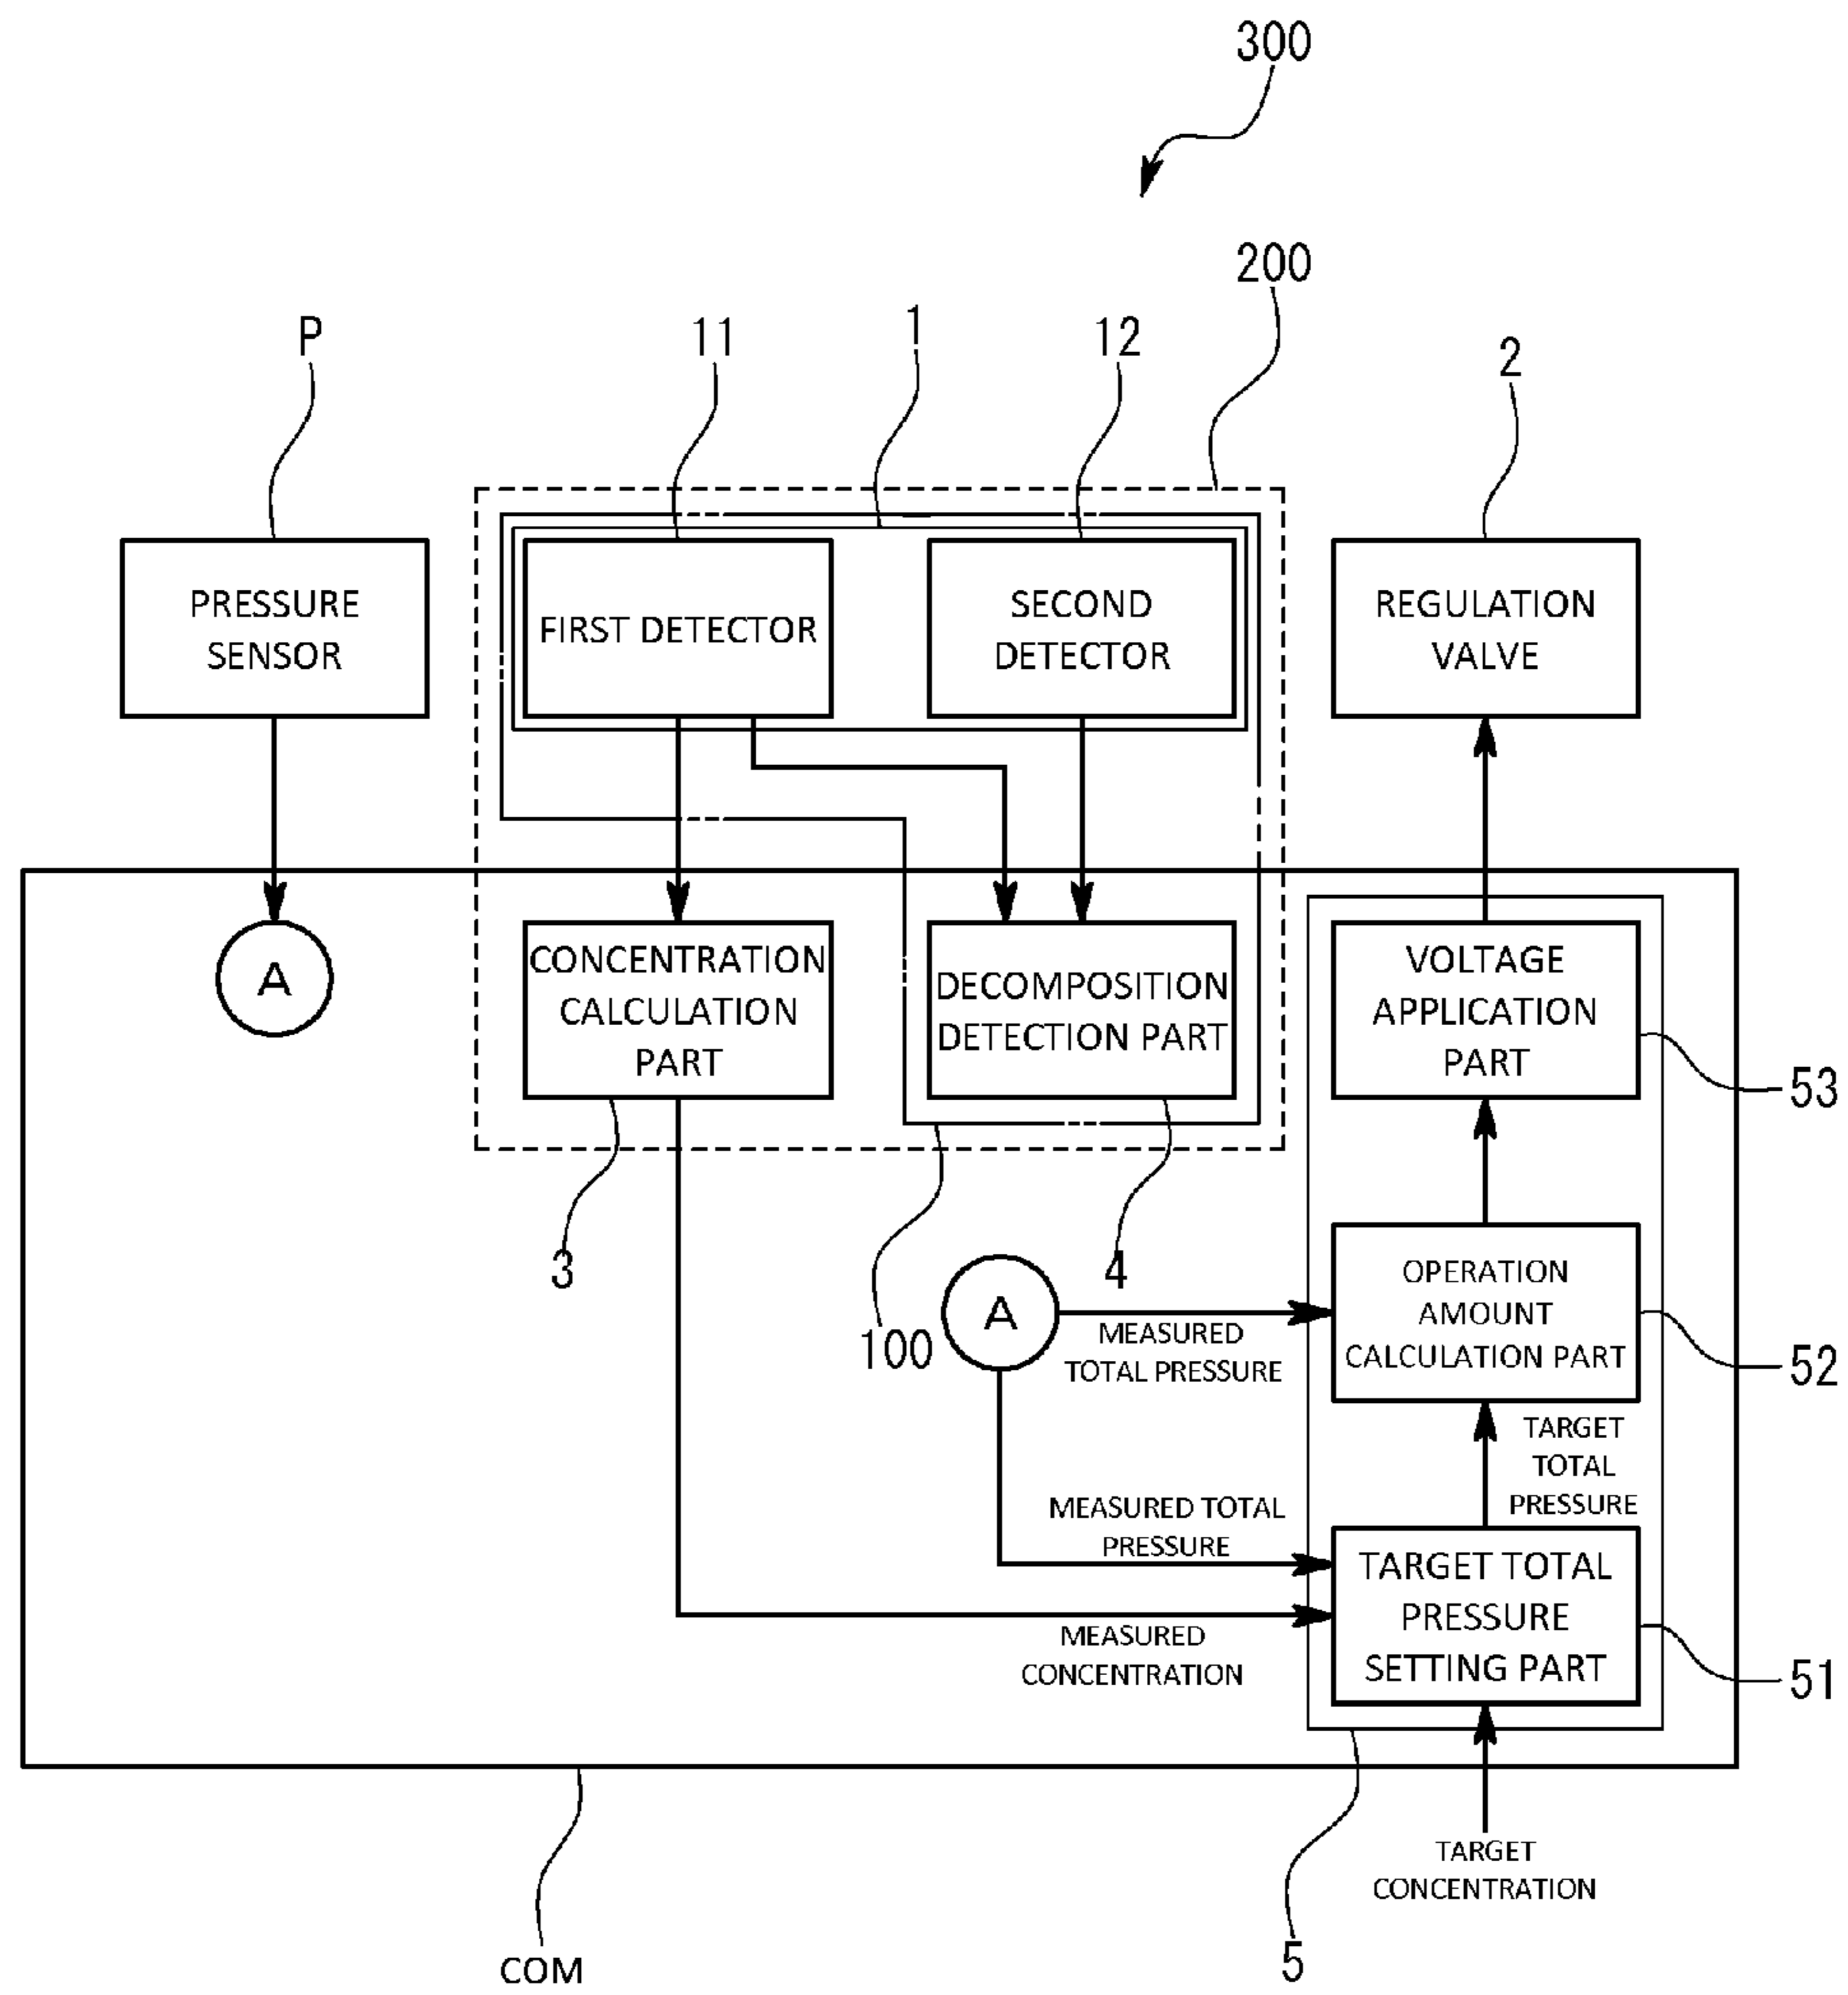 300
200
P
11
1
12
2
PRESSURE
SENSOR
FIRST DETECTOR
SECOND
DETECTOR
REGULATION
VALVE
A
CONCENTRATION
CALCULATION
PART
DECOMPOSITION
DETECTION PART
VOLTAGE
APPLICATION
PART
53
3
4
100
A
MEASURED
TOTAL PRESSURE
OPERATION
AMOUNT
CALCULATION PART
52
TARGET
TOTAL
PRESSURE
MEASURED TOTAL
PRESSURE
TARGET TOTAL
PRESSURE
SETTING PART
51
MEASURED
CONCENTRATION
TARGET
CONCENTRATION
5
COM